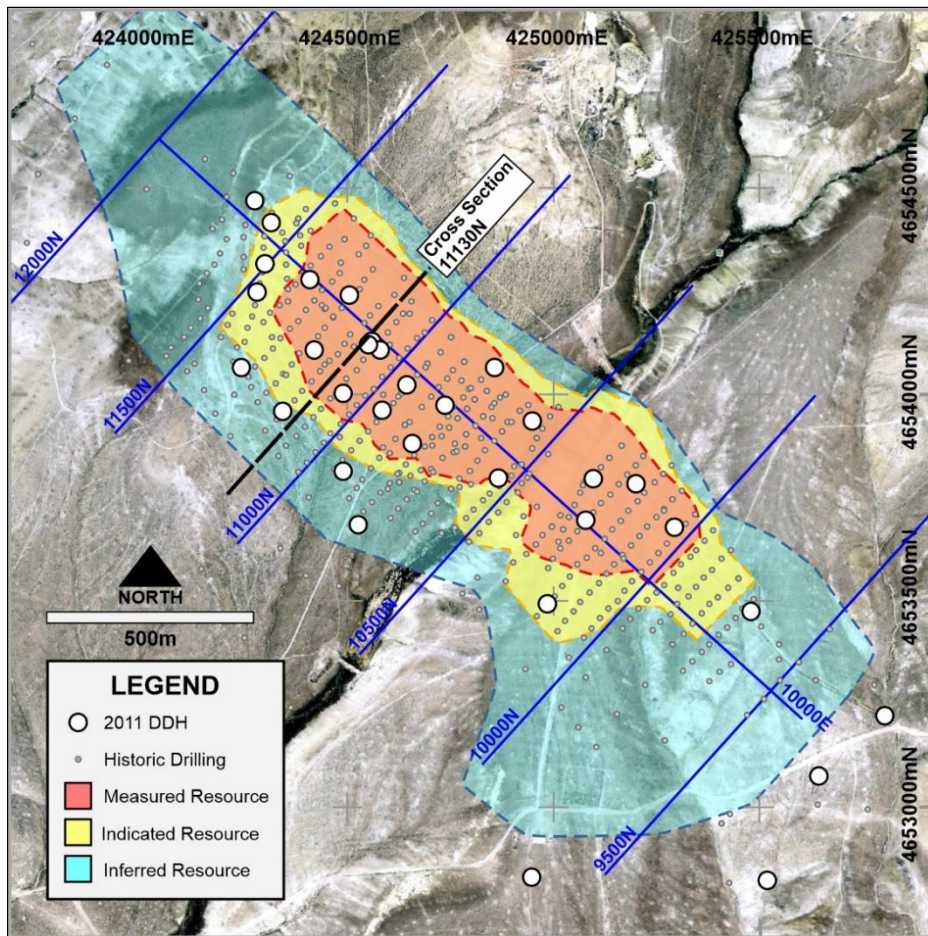 424000mE
424500mE
425000mE
425500mE
4654500mN
Cross Section
11130N
12000N
4654000mN
11500N
11000N
10500N
4653500mN
NORTH
500m
10000E
10000N
9500N
4653000mN
LEGEND
2011 DDH
Historic Drilling
Measured Resource
Indicated Resource
Inferred Resource